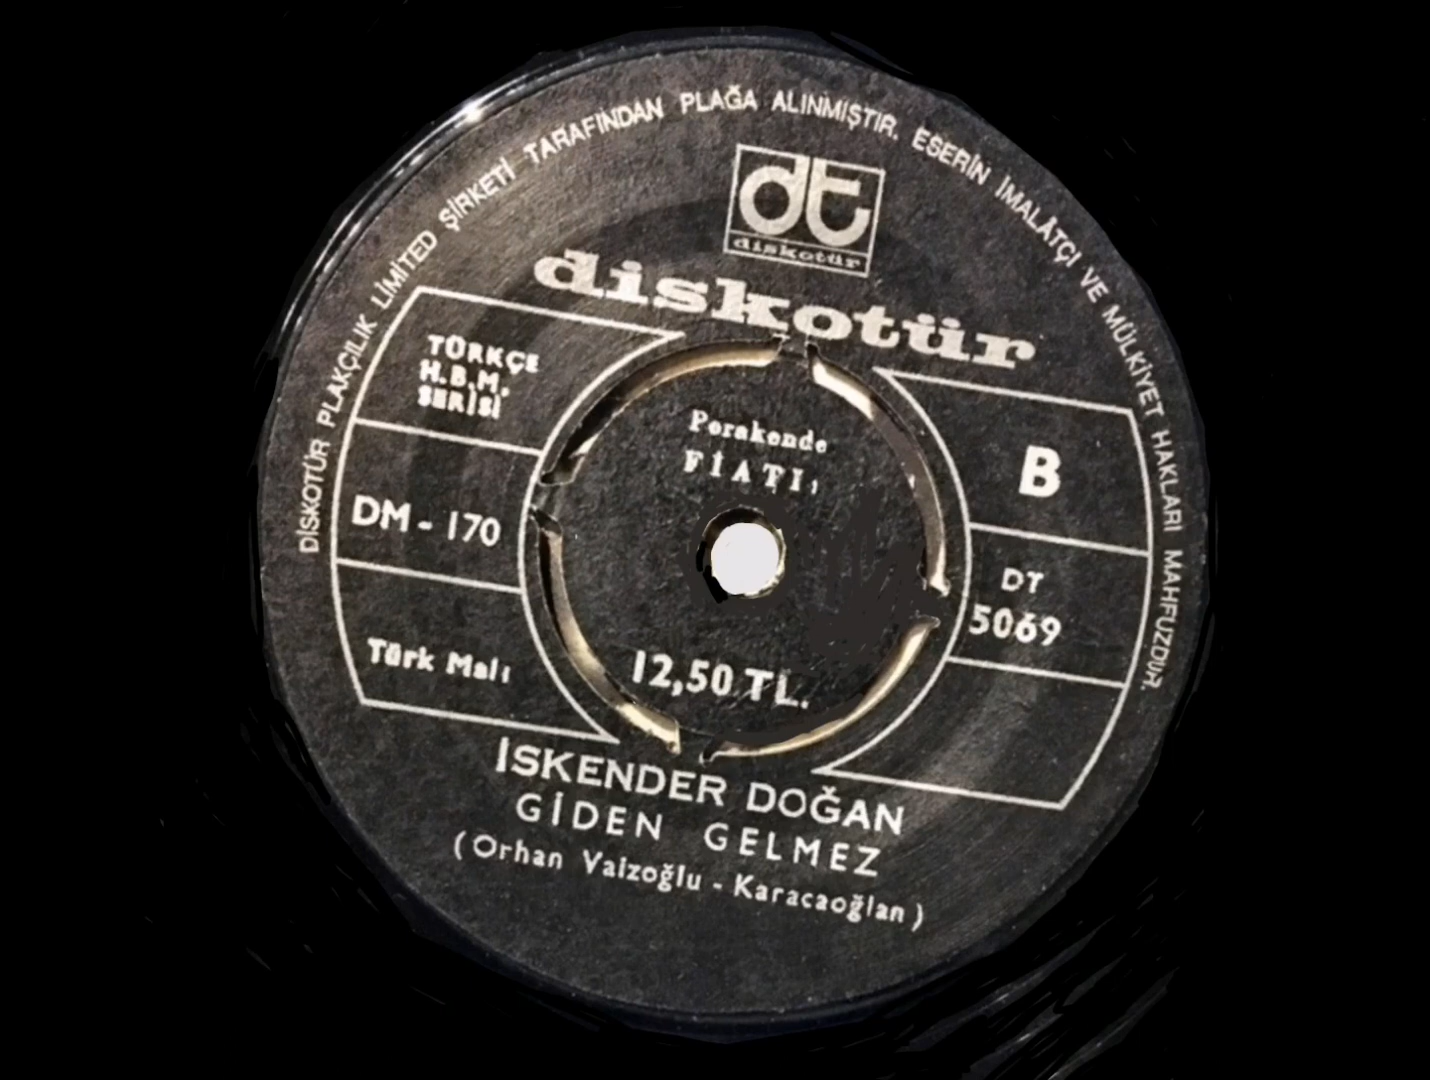 DİSKOTÜR PLAKÇILIK LİMİTED ŞİRKETİ TARAFINDAN PLAĞA ALINMIŞTIR. ESERİN İMALÂTÇI VE MÜLKİYET HAKLARI MAHFUZDUR.
dt
diskotür
diskotür
TÜRKÇE
H.B.M.
SERİSİ
DM - 170
Türk Malı
Perakende
FİATI:
12,50 TL.
B
DT
5069
İSKENDER DOĞAN
GİDEN GELMEZ
(Orhan Vaizoğlu - Karacaoğlan)